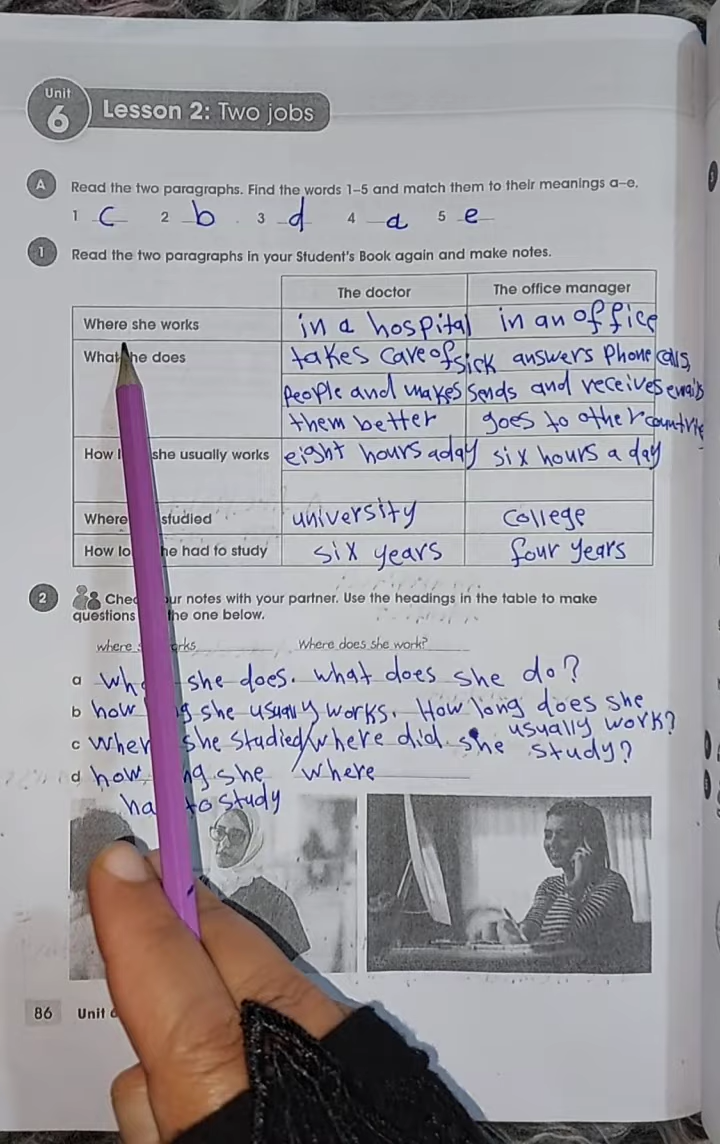 Unit
6 Lesson 2: Two jobs
A Read the two paragraphs. Find the words 1–5 and match them to their meanings a–e.
1 c 2 b 3 d 4 a 5 e
1 Read the two paragraphs in your Student's Book again and make notes.
The doctor The office manager
Where she works in a hospital in an office
he does takes care of sick answers Phone calls,
People and makes sends and receives emails
them better goes to other
How she usually works eight hours a day six hours a day
Where studied university College
he had to study six years four years
2 notes with your partner. Use the headings in the table to make
questions the one below.
where Where does she work?
a she does. what does she do?
b how she usually works. How long does she
usually work?
c she studied/where did she study?
d how she where
to study
86 Unit